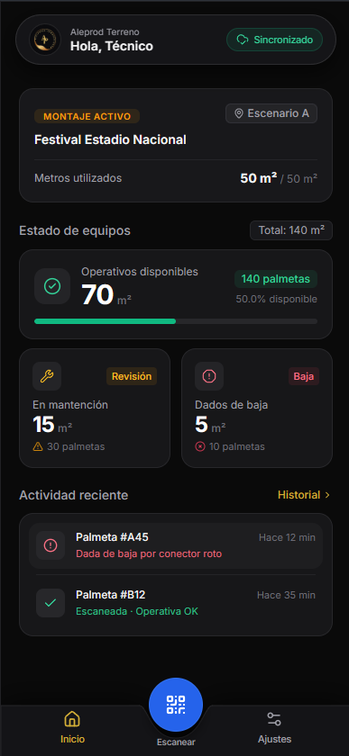 Aleprod Terreno
Hola, Técnico
Sincronizado
MONTAJE ACTIVO
Escenario A
Festival Estadio Nacional
Metros utilizados
50 m² / 50 m²
Estado de equipos
Total: 140 m²
Operativos disponibles
70 m²
140 palmetas
50.0% disponible
Revisión
En mantención
15 m²
30 palmetas
Baja
Dados de baja
5 m²
10 palmetas
Actividad reciente
Historial >
Palmeta #A45
Hace 12 min
Dada de baja por conector roto
Palmeta #B12
Hace 35 min
Escaneada · Operativa OK
Inicio
Escanear
Ajustes